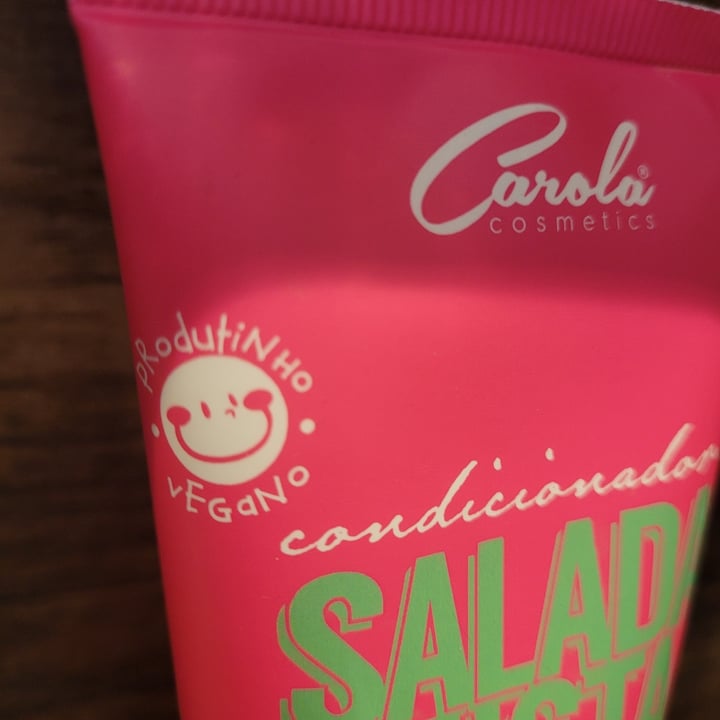 Carola®
cosmetics
PRODUTINHO
VEGANO
condicionador
SALADA